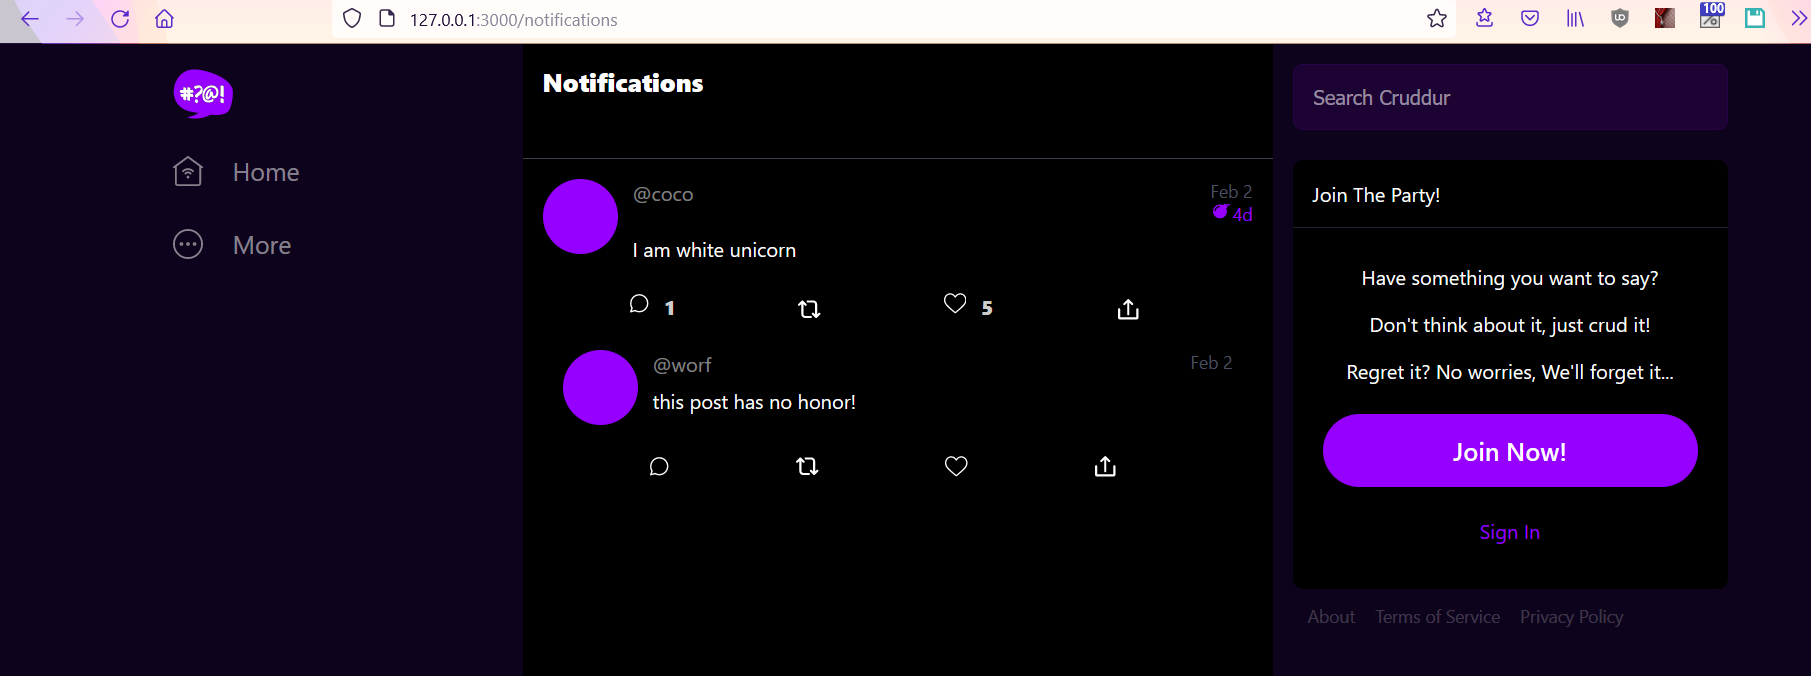 127.0.0.1:3000/notifications
100
#?@!
Home
More
Notifications
@coco
Feb 2
4d
I am white unicorn
1
5
@worf
Feb 2
this post has no honor!
Search Cruddur
Join The Party!
Have something you want to say?
Don't think about it, just crud it!
Regret it? No worries, We'll forget it...
Join Now!
Sign In
About Terms of Service Privacy Policy